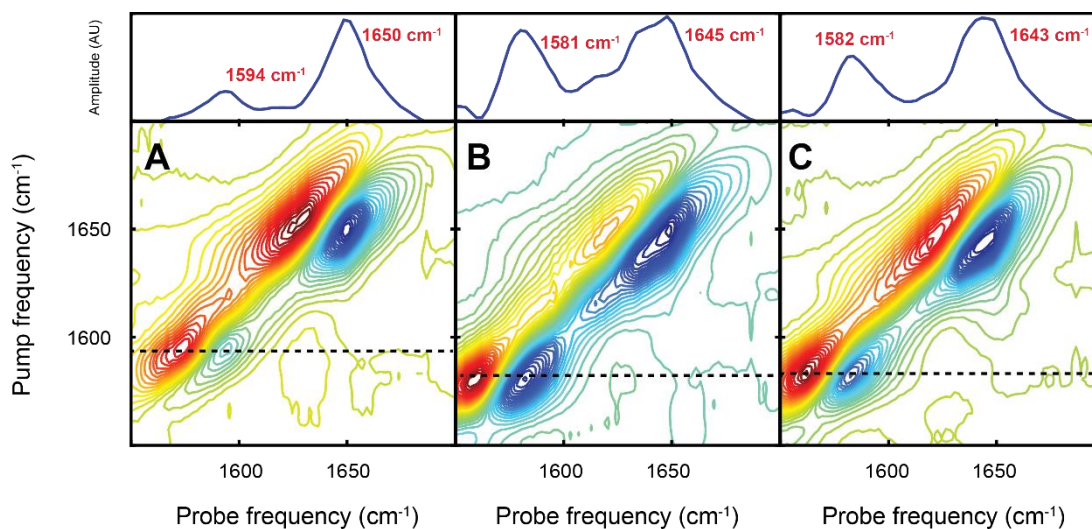 Amplitude (AU)
1594 cm⁻¹
1650 cm⁻¹
1581 cm⁻¹
1645 cm⁻¹
1582 cm⁻¹
1643 cm⁻¹
A
B
C
Pump frequency (cm⁻¹)
1650
1600
1600 1650 1600 1650 1600 1650
Probe frequency (cm⁻¹) Probe frequency (cm⁻¹) Probe frequency (cm⁻¹)